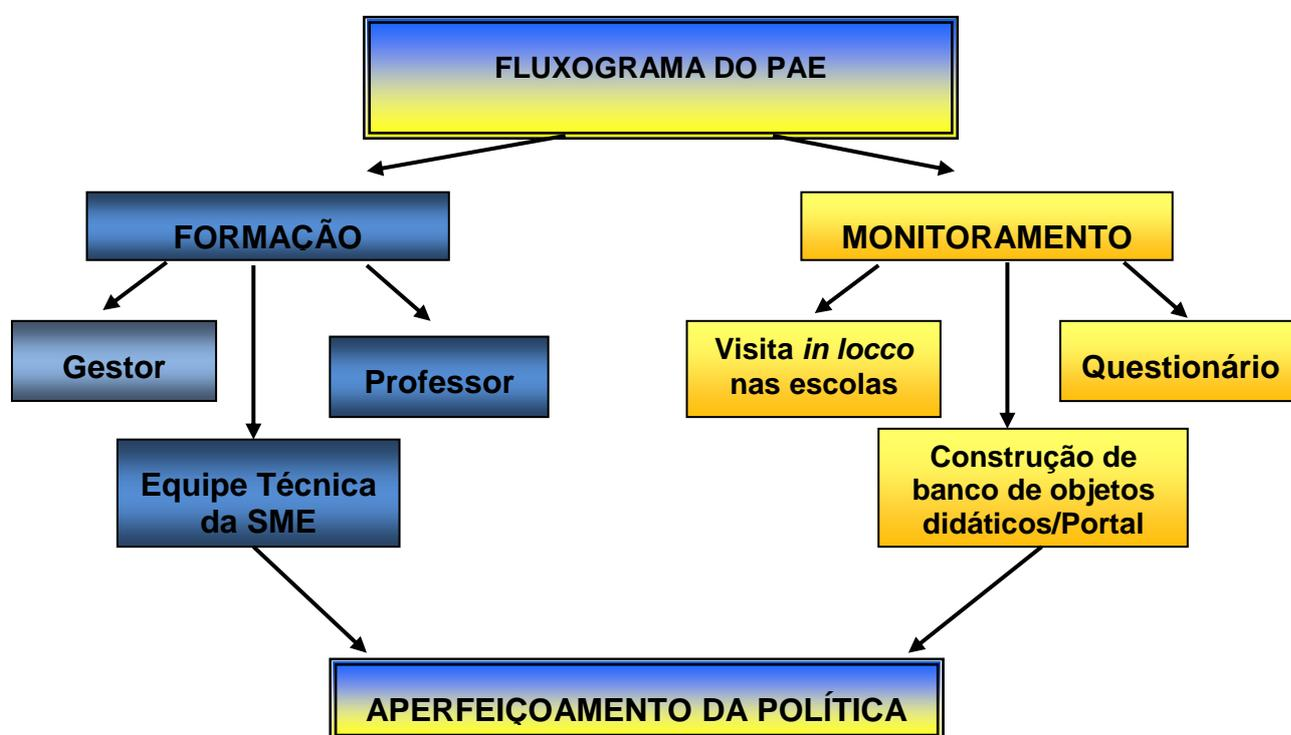 FLUXOGRAMA DO PAE
FORMAÇÃO
MONITORAMENTO
Gestor
Professor
Visita in locco
nas escolas
Questionário
Equipe Técnica
da SME
Construção de
banco de objetos
didáticos/Portal
APERFEIÇOAMENTO DA POLÍTICA